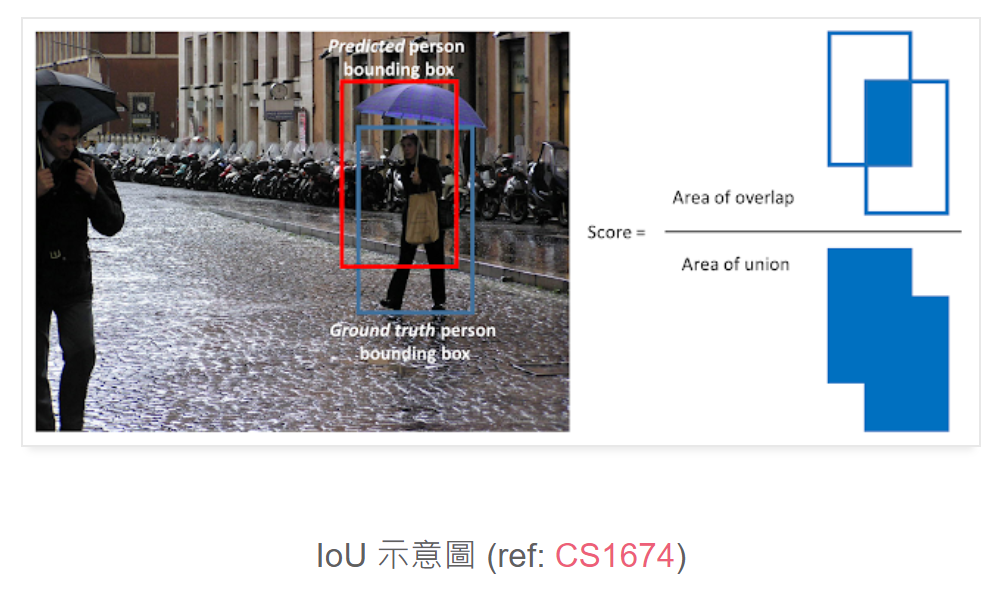 Predicted person
bounding box
Ground truth person
bounding box
Score =
Area of overlap
Area of union
IoU 示意圖 (ref: CS1674)